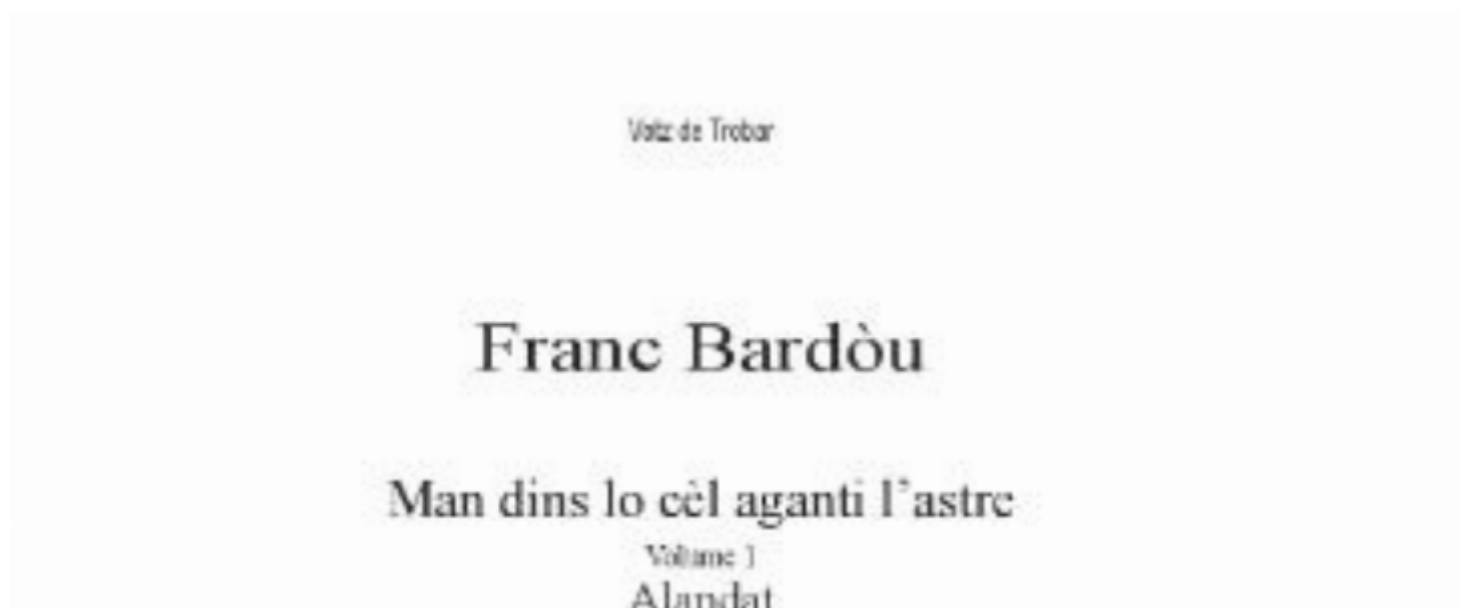 Votz de Trobar
Franc Bardòu
Man dins lo cèl aganti l'astre
Volume 1
Alandat